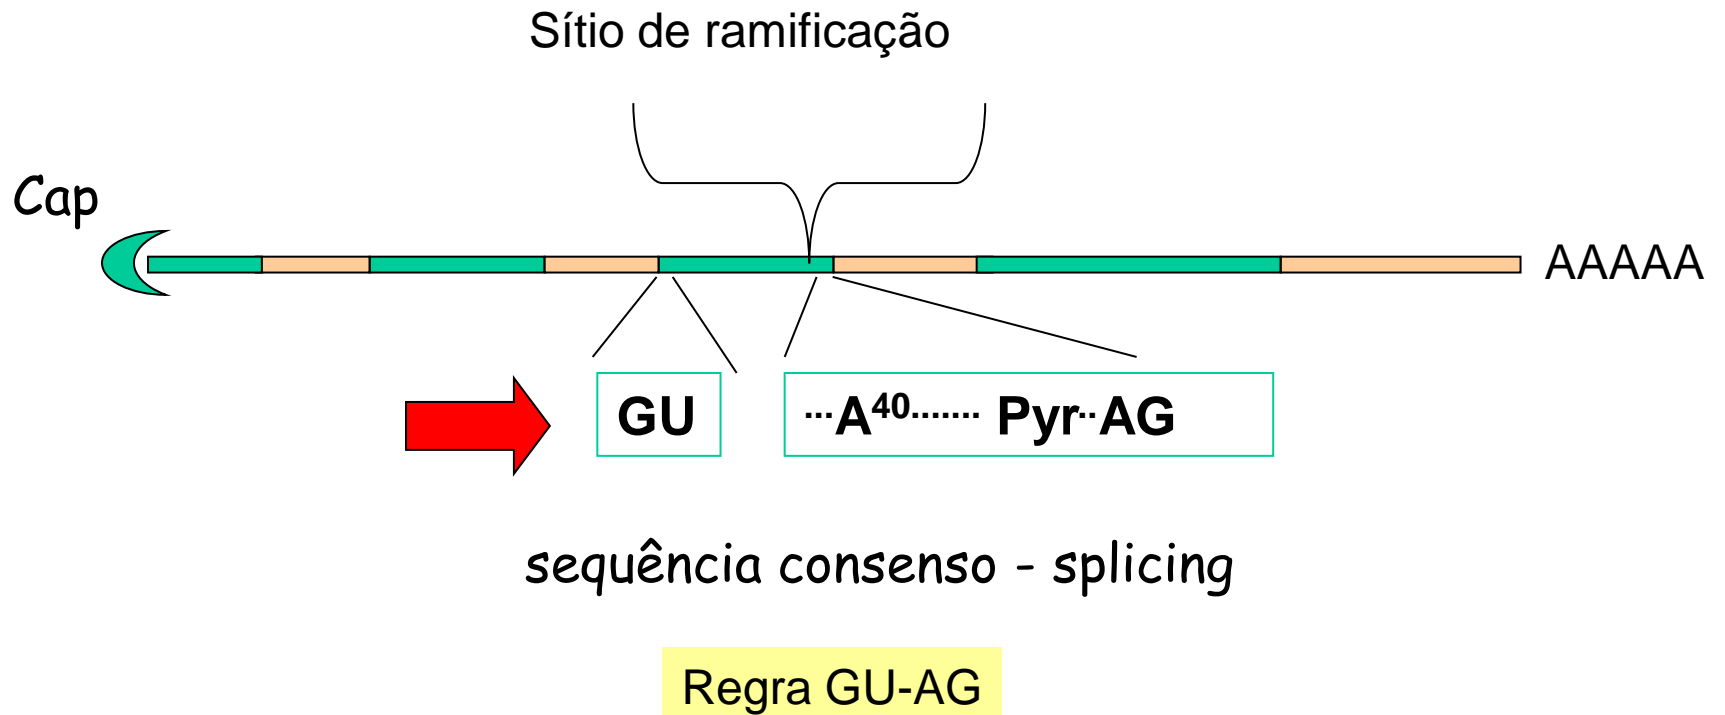 Sítio de ramificação
Cap
AAAAA
GU
...A40....... Pyr..AG
sequência consenso - splicing
Regra GU-AG